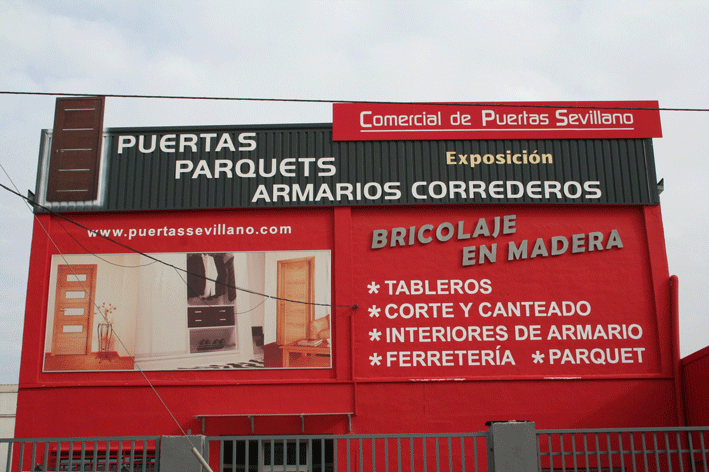 Comercial de Puertas Sevillano
PUERTAS
PARQUETS
Exposición
ARMARIOS CORREDEROS
www.puertassevillano.com
BRICOLAJE
EN MADERA
* TABLEROS
* CORTE Y CANTEADO
* INTERIORES DE ARMARIO
* FERRETERÍA * PARQUET